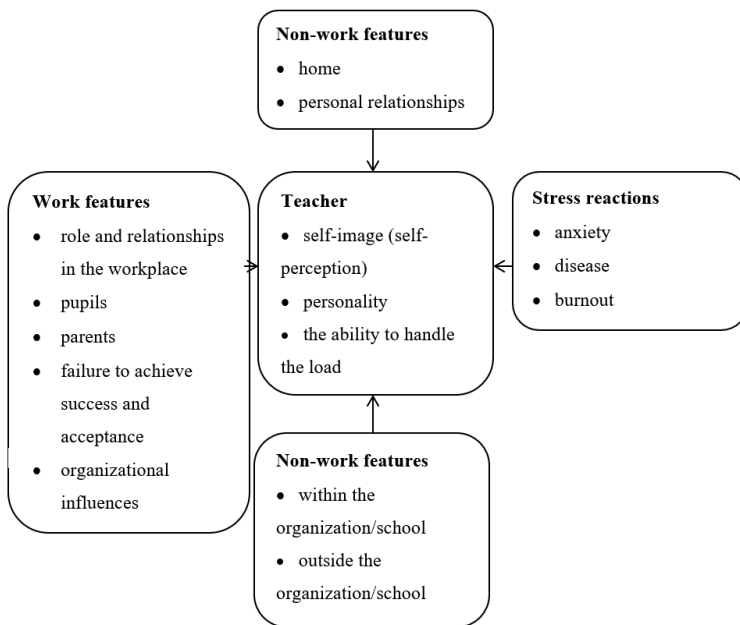 Non-work features
• home
• personal relationships
Work features
• role and relationships
in the workplace
• pupils
• parents
• failure to achieve
success and
acceptance
• organizational
influences
Teacher
• self-image (self-
perception)
• personality
• the ability to handle
the load
Stress reactions
• anxiety
• disease
• burnout
Non-work features
• within the
organization/school
• outside the
organization/school